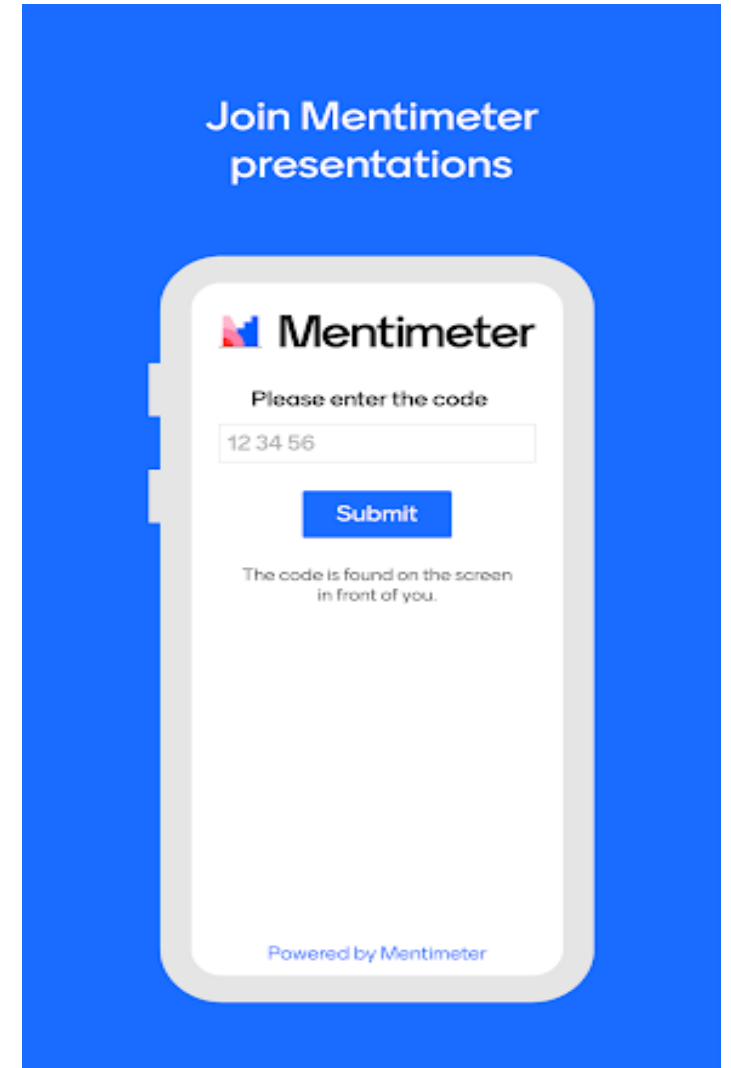 Join Mentimeter
presentations
Mentimeter
Please enter the code
12 34 56
Submit
The code is found on the screen
in front of you.
Powered by Mentimeter